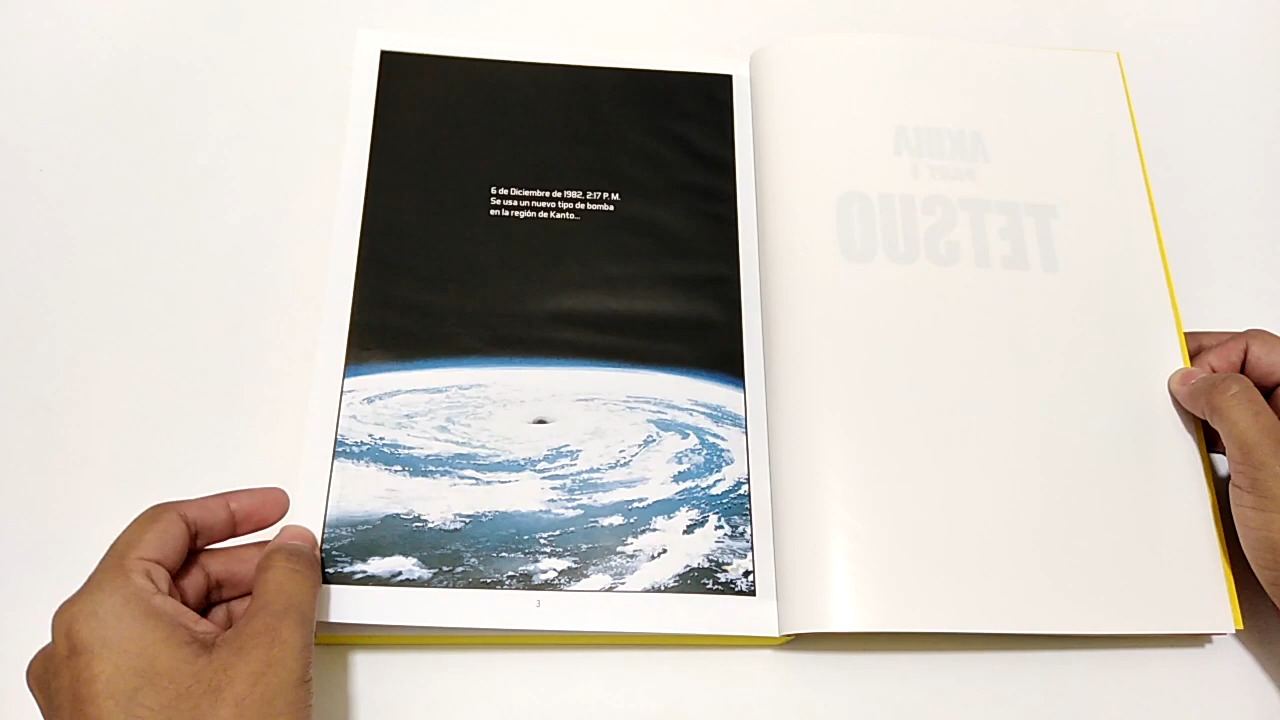 6 de Diciembre de 1982, 2:17 P. M.
Se usa un nuevo tipo de bomba
en la región de Kanto...
3
AKIRA
PART 1
TETSUO